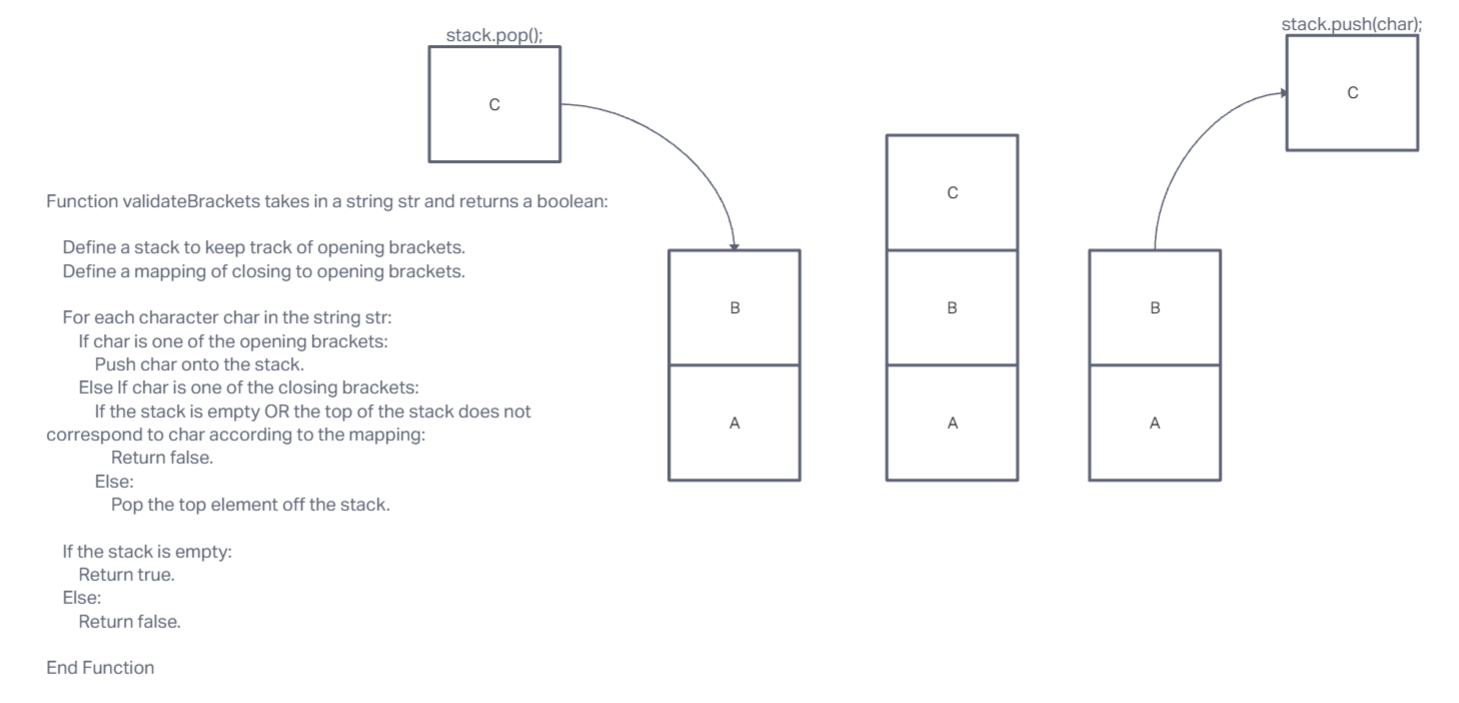 stack.pop();
C
stack.push(char);
C
Function validateBrackets takes in a string str and returns a boolean:
Define a stack to keep track of opening brackets.
Define a mapping of closing to opening brackets.
For each character char in the string str:
If char is one of the opening brackets:
Push char onto the stack.
Else If char is one of the closing brackets:
If the stack is empty OR the top of the stack does not
correspond to char according to the mapping:
Return false.
Else:
Pop the top element off the stack.
If the stack is empty:
Return true.
Else:
Return false.
End Function
B
A
C
B
A
B
A